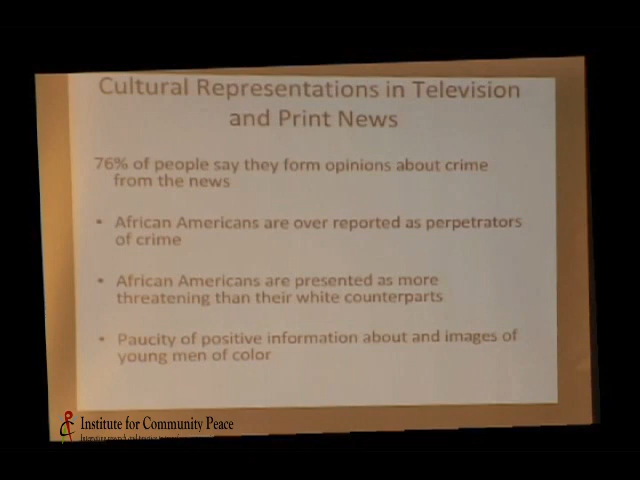 Cultural Representations in Television
and Print News
76% of people say they form opinions about crime
from the news
• African Americans are over reported as perpetrators
of crime
• African Americans are presented as more
threatening than their white counterparts
• Paucity of positive information about and images of
young men of color
Institute for Community Peace